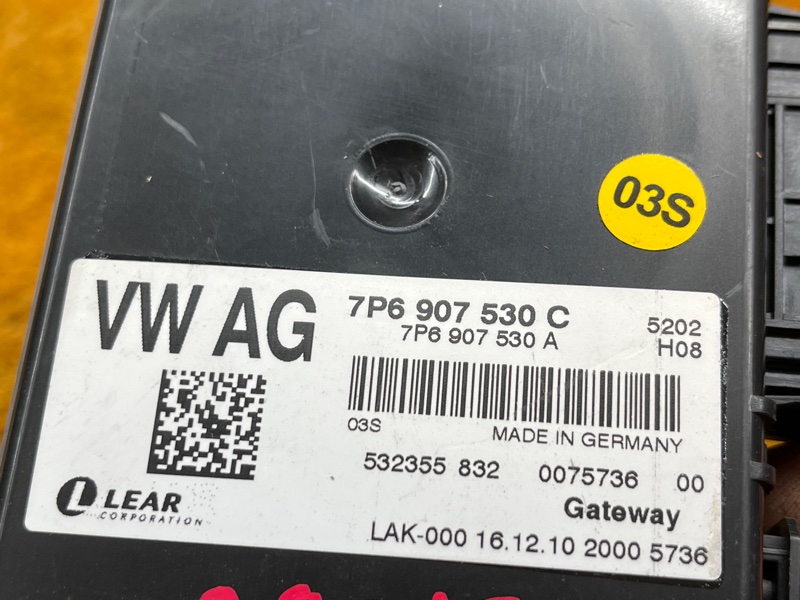 03S
VW AG
7P6 907 530 C
7P6 907 530 A
5202
H08
03S
MADE IN GERMANY
532355 832 0075736 00
LEAR
CORPORATION
Gateway
LAK-000 16.12.10 2000 5736